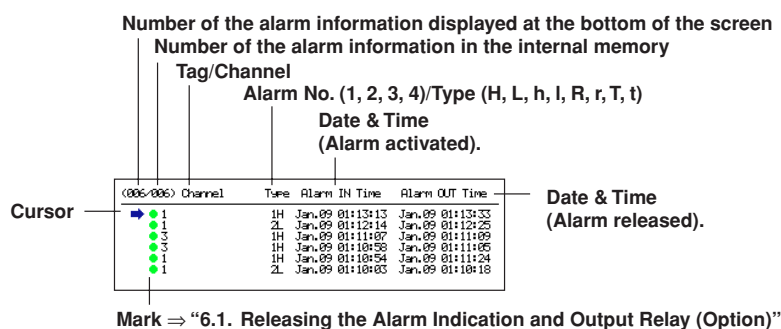 Number of the alarm information displayed at the bottom of the screen
Number of the alarm information in the internal memory
Tag/Channel
Alarm No. (1, 2, 3, 4)/Type (H, L, h, l, R, r, T, t)
Date & Time
(Alarm activated).
(006/006) Channel Type Alarm IN Time Alarm OUT Time
1 1H Jan.09 01:13:13 Jan.09 01:13:33
1 2L Jan.09 01:12:14 Jan.09 01:12:25
3 1H Jan.09 01:11:07 Jan.09 01:11:09
3 1H Jan.09 01:10:58 Jan.09 01:11:05
1 1H Jan.09 01:10:54 Jan.09 01:11:24
1 2L Jan.09 01:10:03 Jan.09 01:10:18
Cursor
Date & Time
(Alarm released).
Mark ⇒ “6.1. Releasing the Alarm Indication and Output Relay (Option)”